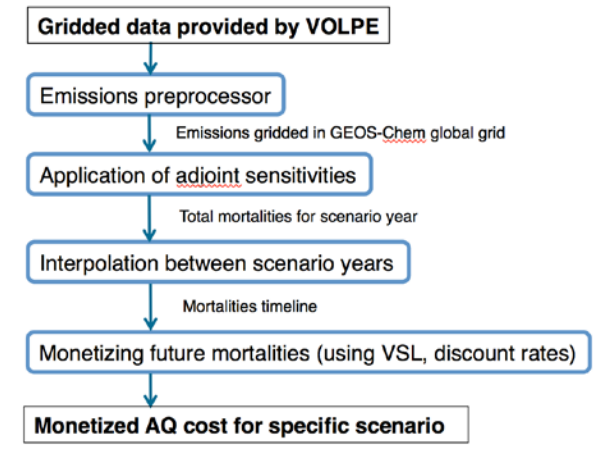 Gridded data provided by VOLPE
Emissions preprocessor
Emissions gridded in GEOS-Chem global grid
Application of adjoint sensitivities
Total mortalities for scenario year
Interpolation between scenario years
Mortalities timeline
Monetizing future mortalities (using VSL, discount rates)
Monetized AQ cost for specific scenario